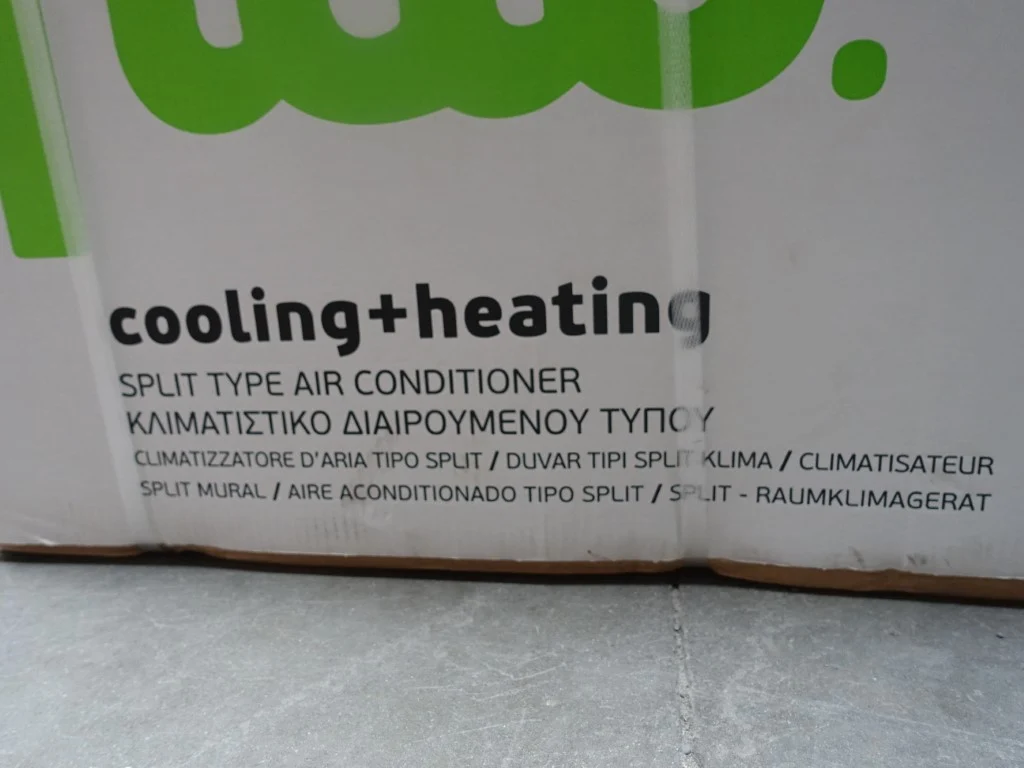 cooling+heating
SPLIT TYPE AIR CONDITIONER
ΚΛΙΜΑΤΙΣΤΙΚΟ ΔΙΑΙΡΟΥΜΕΝΟΥ ΤΥΠΟΥ
CLIMATIZZATORE D'ARIA TIPO SPLIT / DUVAR TIPI SPLIT KLIMA / CLIMATISATEUR
SPLIT MURAL / AIRE ACONDITIONADO TIPO SPLIT / SPLIT - RAUMKLIMAGERAT